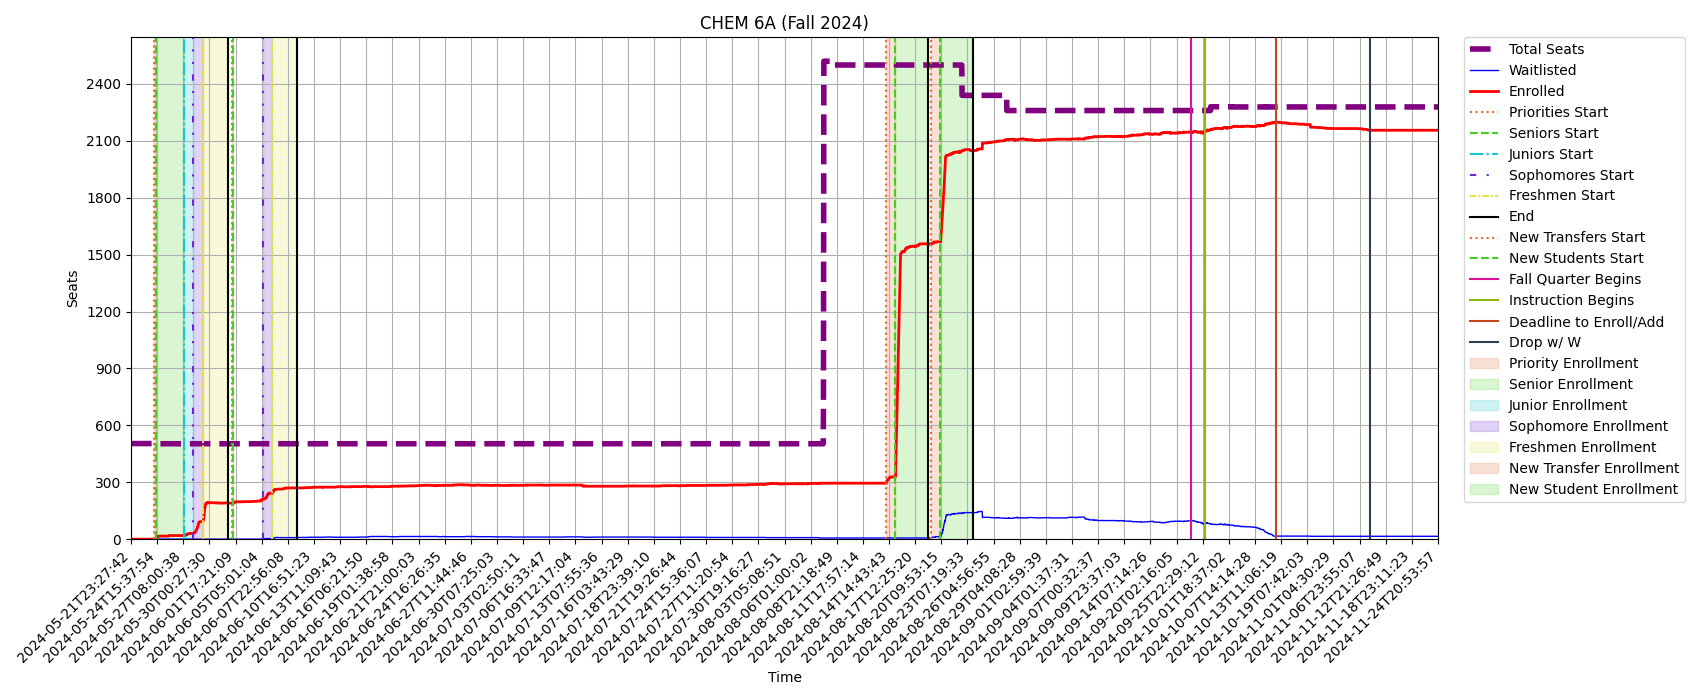 CHEM 6A (Fall 2024)
Seats
2400
2100
1800
1500
1200
900
600
300
0
2024-05-21T23:27:42
2024-05-24T15:37:54
2024-05-27T08:00:38
2024-05-30T00:27:30
2024-06-01T17:21:09
2024-06-05T05:01:04
2024-06-07T22:56:08
2024-06-10T16:51:23
2024-06-13T11:09:43
2024-06-16T06:21:50
2024-06-19T01:38:58
2024-06-21T21:00:03
2024-06-24T16:26:35
2024-06-27T11:44:46
2024-06-30T07:25:03
2024-07-03T02:50:11
2024-07-06T16:33:47
2024-07-09T12:17:04
2024-07-13T07:55:36
2024-07-16T03:43:29
2024-07-18T23:39:10
2024-07-21T19:26:44
2024-07-24T15:36:07
2024-07-27T11:20:54
2024-07-30T19:16:27
2024-08-03T05:08:51
2024-08-06T01:00:02
2024-08-08T21:18:49
2024-08-11T17:57:14
2024-08-14T14:43:43
2024-08-17T12:25:20
2024-08-20T09:53:15
2024-08-23T07:19:33
2024-08-26T04:56:55
2024-08-29T04:08:28
2024-09-01T02:59:39
2024-09-04T01:37:31
2024-09-07T00:32:37
2024-09-09T23:37:03
2024-09-14T07:14:26
2024-09-20T02:16:05
2024-09-25T22:29:12
2024-10-01T18:37:02
2024-10-07T14:14:28
2024-10-13T11:06:19
2024-10-19T07:42:03
2024-11-01T04:30:29
2024-11-06T23:55:07
2024-11-12T21:26:49
2024-11-18T23:11:23
2024-11-24T20:53:57
Time
Total Seats
Waitlisted
Enrolled
Priorities Start
Seniors Start
Juniors Start
Sophomores Start
Freshmen Start
End
New Transfers Start
New Students Start
Fall Quarter Begins
Instruction Begins
Deadline to Enroll/Add
Drop w/ W
Priority Enrollment
Senior Enrollment
Junior Enrollment
Sophomore Enrollment
Freshmen Enrollment
New Transfer Enrollment
New Student Enrollment